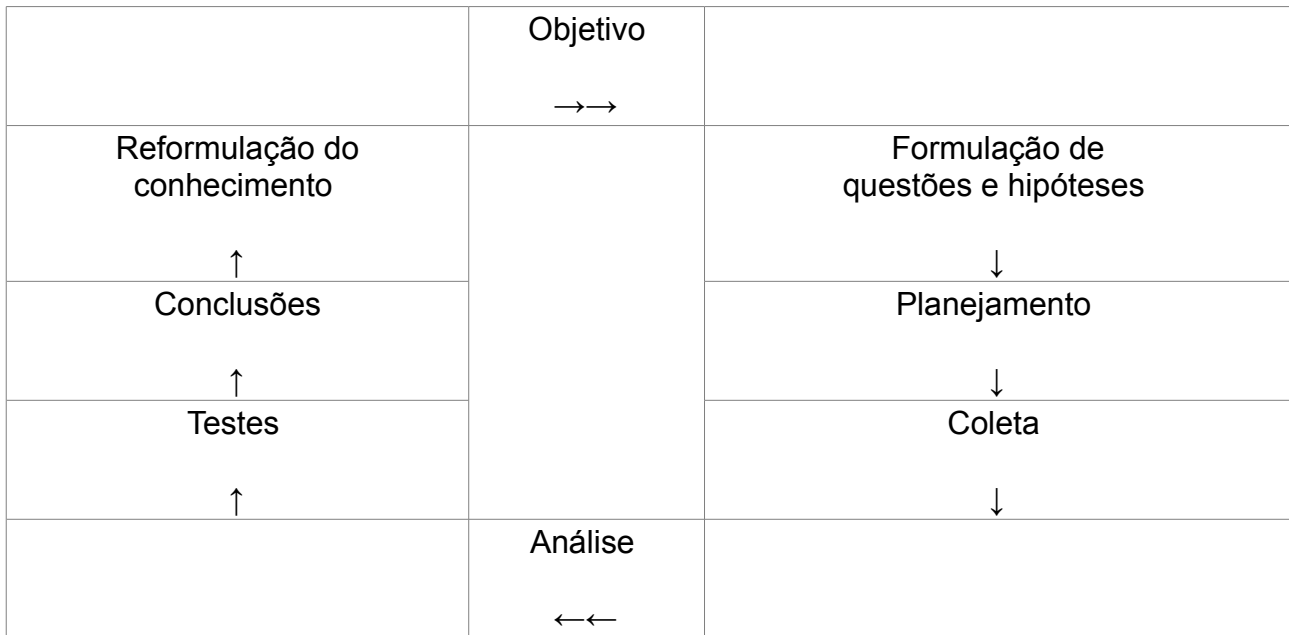 Objetivo
→→
Reformulação do
conhecimento
↑
Formulação de
questões e hipóteses
↓
Conclusões
↑
Planejamento
↓
Testes
↑
Coleta
↓
Análise
←←